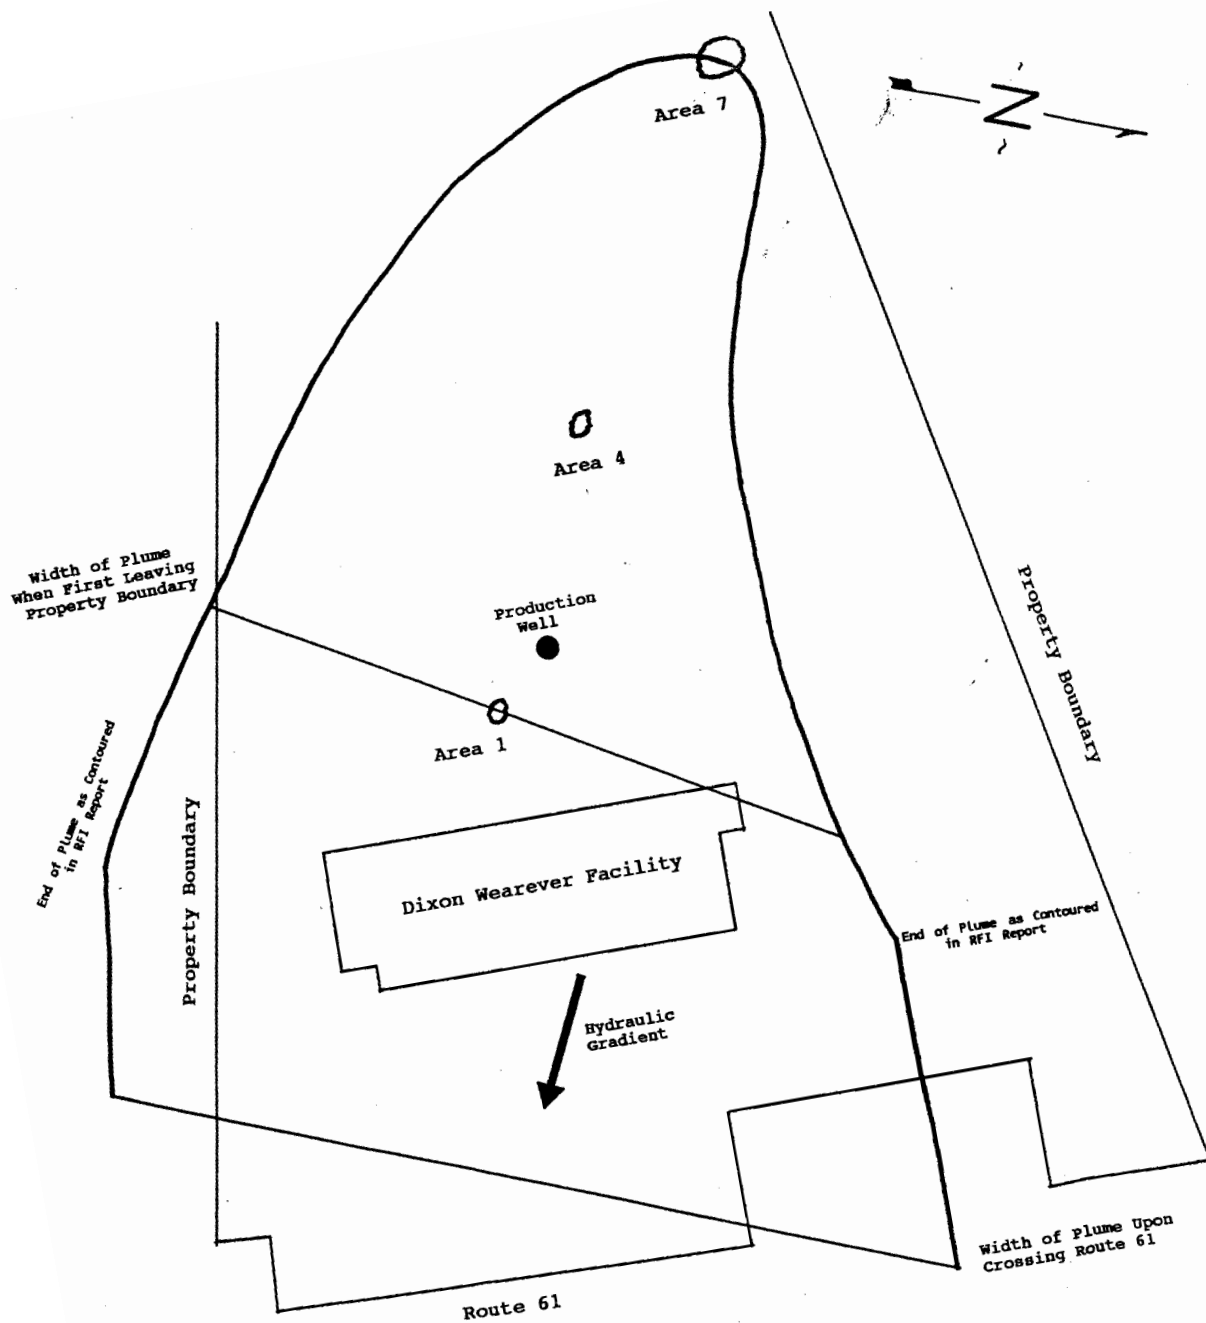 Area 7
N
Area 4
Width of Plume
When First Leaving
Property Boundary
Production
Well
Property Boundary
Area 1
End of Plume as Contoured
in RFI Report
Property Boundary
Dixon Wearever Facility
End of Plume as Contoured
in RFI Report
Hydraulic
Gradient
Width of Plume Upon
Crossing Route 61
Route 61